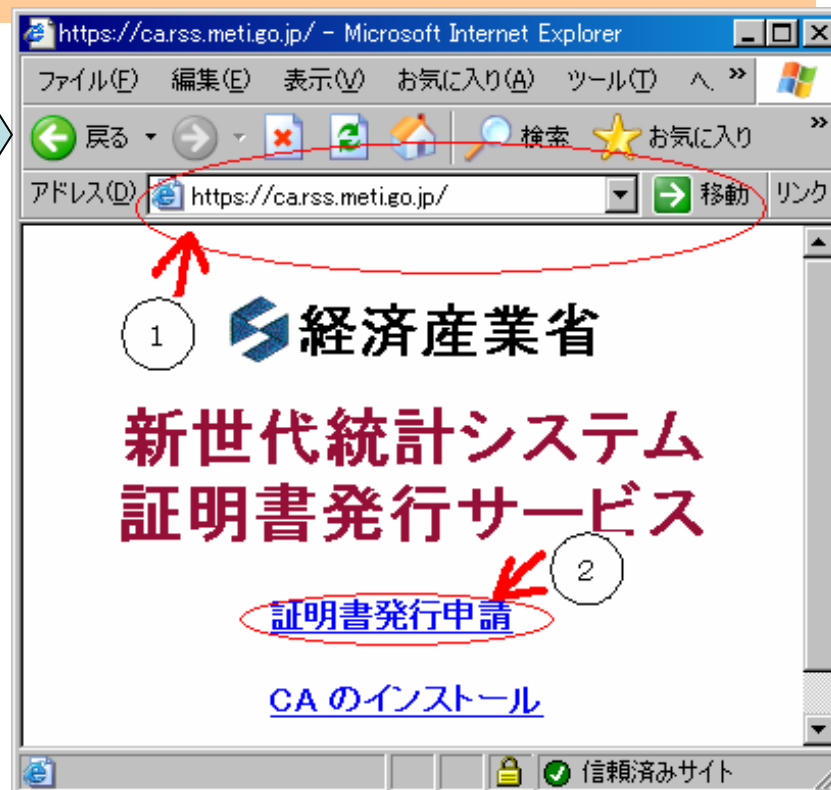 https://ca.rss.meti.go.jp/ - Microsoft Internet Explorer
ファイル(F) 編集(E) 表示(V) お気に入り(A) ツール(T) ヘ »
戻る 検索 お気に入り »
アドレス(D) https://ca.rss.meti.go.jp/ 移動 リンク
1
経済産業省
新世代統計システム
証明書発行サービス
2
証明書発行申請
CA のインストール
信頼済みサイト